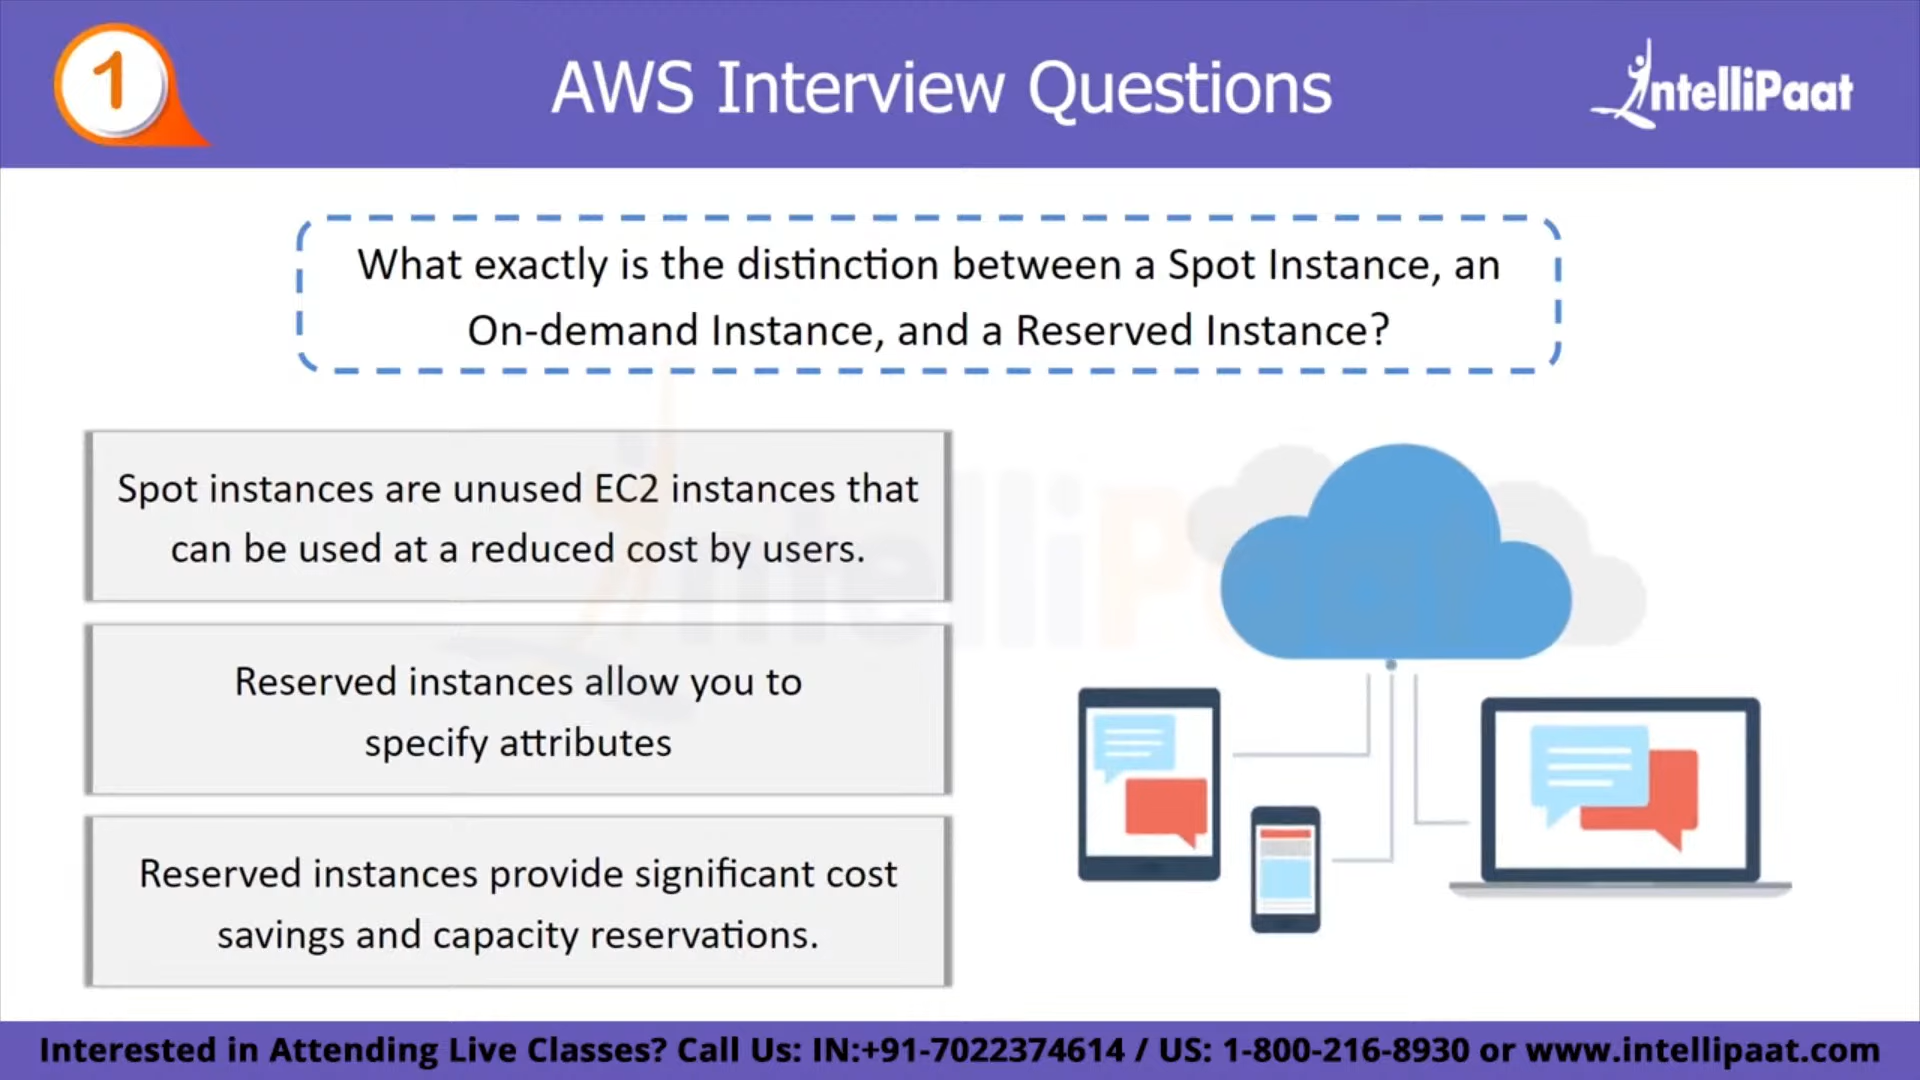 1
AWS Interview Questions
IntelliPaat
What exactly is the distinction between a Spot Instance, an
On-demand Instance, and a Reserved Instance?
Spot instances are unused EC2 instances that
can be used at a reduced cost by users.
Reserved instances allow you to
specify attributes
Reserved instances provide significant cost
savings and capacity reservations.
IntelliPaat
Interested in Attending Live Classes? Call Us: IN:+91-7022374614 / US: 1-800-216-8930 or www.intellipaat.com